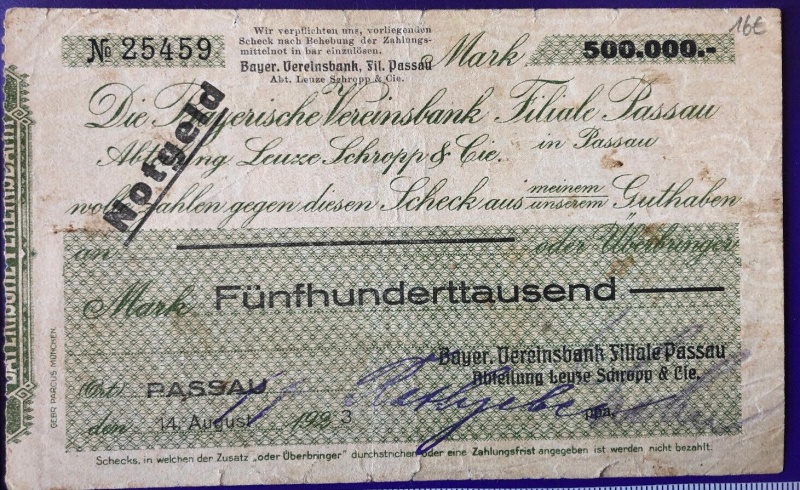 16€
№ 25459
Wir verpflichten uns, vorliegenden
Scheck nach Behebung der Zahlungs-
mittelnot in bar einzulösen.
Bayer. Vereinsbank, Fil. Passau
Abt. Leuze Schropp & Cie.
Mark 500.000.-
Notgeld
Die Bayerische Vereinsbank Filiale Passau
Abteilung Leuze, Schropp & Cie. in Passau
wolle zahlen gegen diesen Scheck aus meinem unserem Guthaben
an oder Überbringer
Mark Fünfhunderttausend
Bayer. Vereinsbank Filiale Passau
Abteilung Leuze Schropp & Cie.
(Ort) PASSAU
ppa.
den 14. August 1923
Schecks, in welchen der Zusatz „oder Überbringer" durchstrichen oder eine Zahlungsfrist angegeben ist werden nicht bezahlt.
BAYERISCHE VEREINSBANK
GEBR. PARCUS MÜNCHEN.